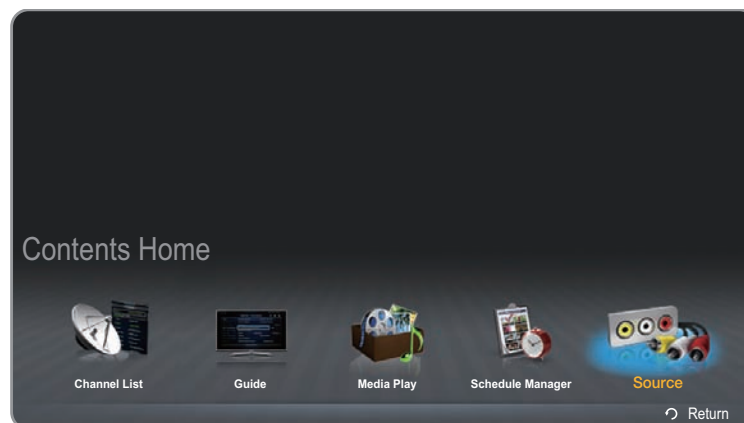 Contents Home
Channel List
Guide
Media Play
Schedule Manager
Source
Return